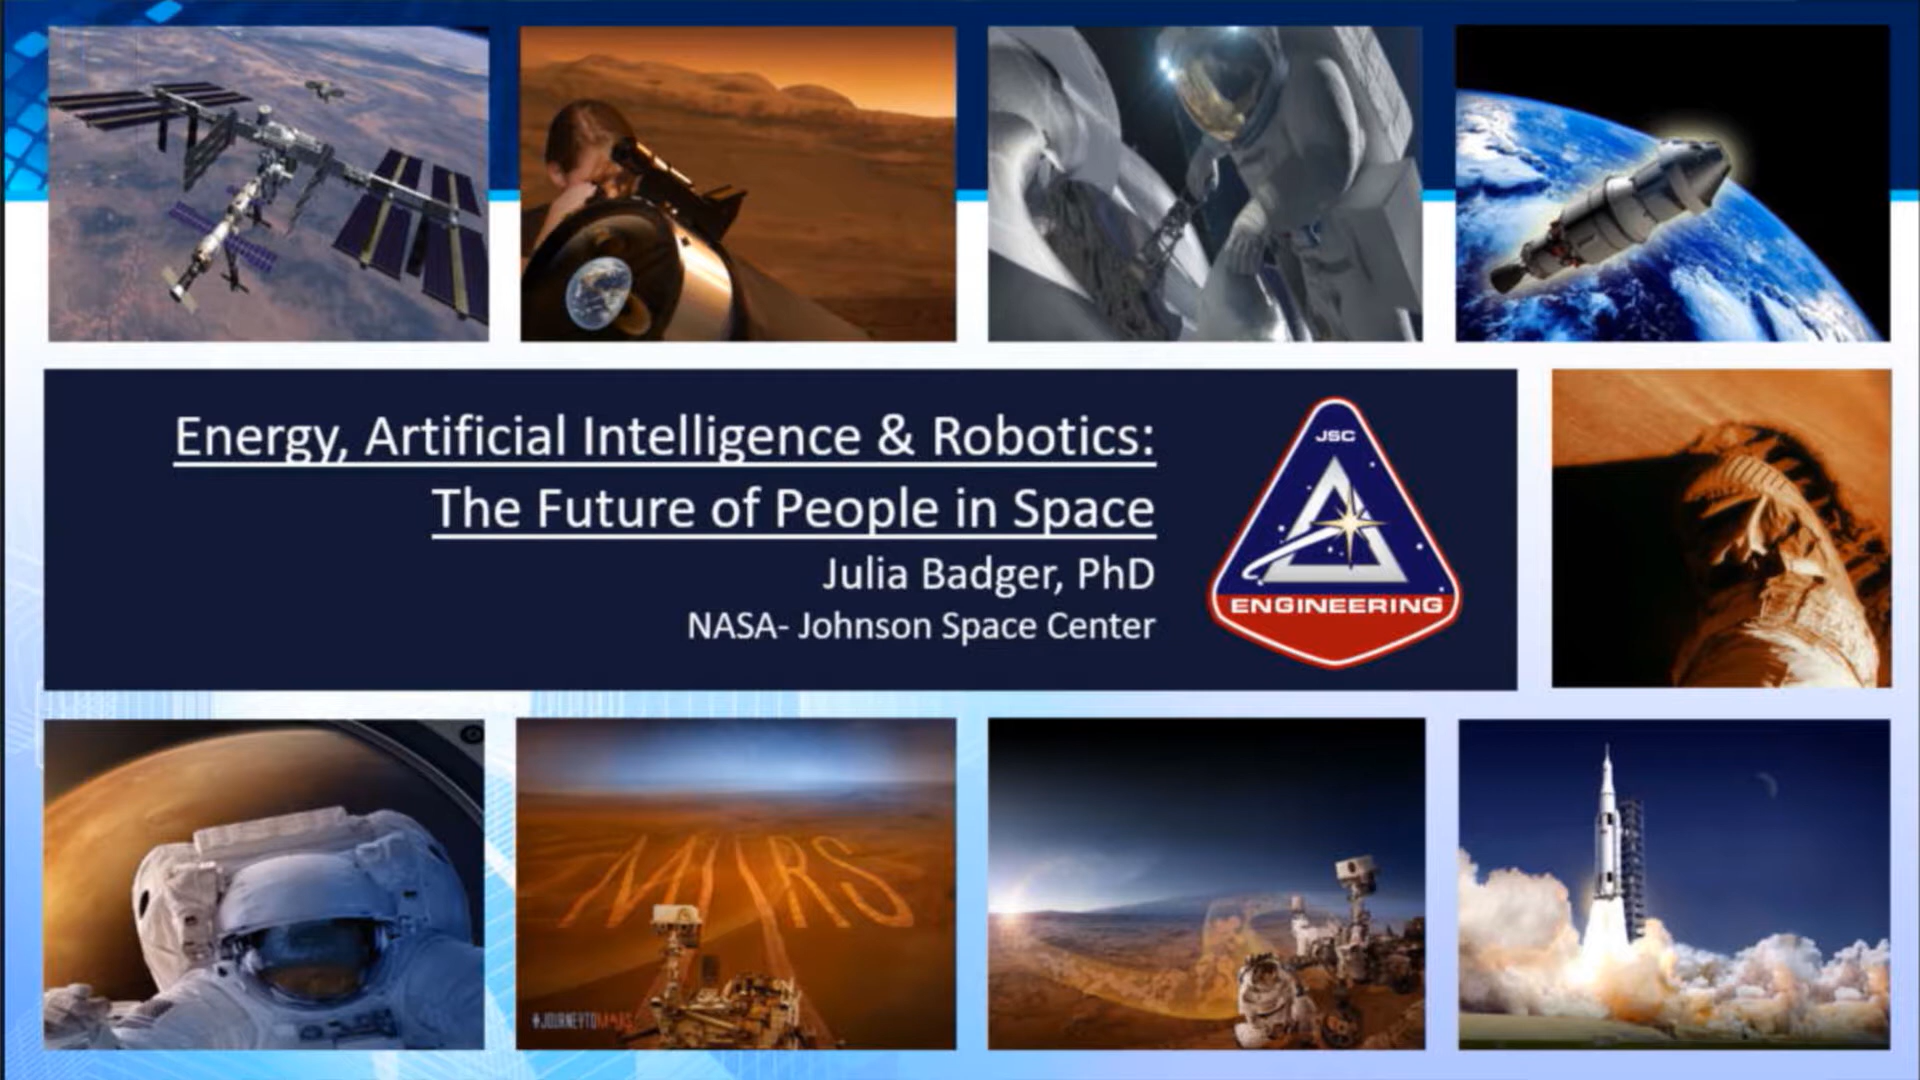 Energy, Artificial Intelligence & Robotics:
The Future of People in Space
Julia Badger, PhD
NASA- Johnson Space Center
JSC
ENGINEERING
MARS
#JOURNEYTOMARS